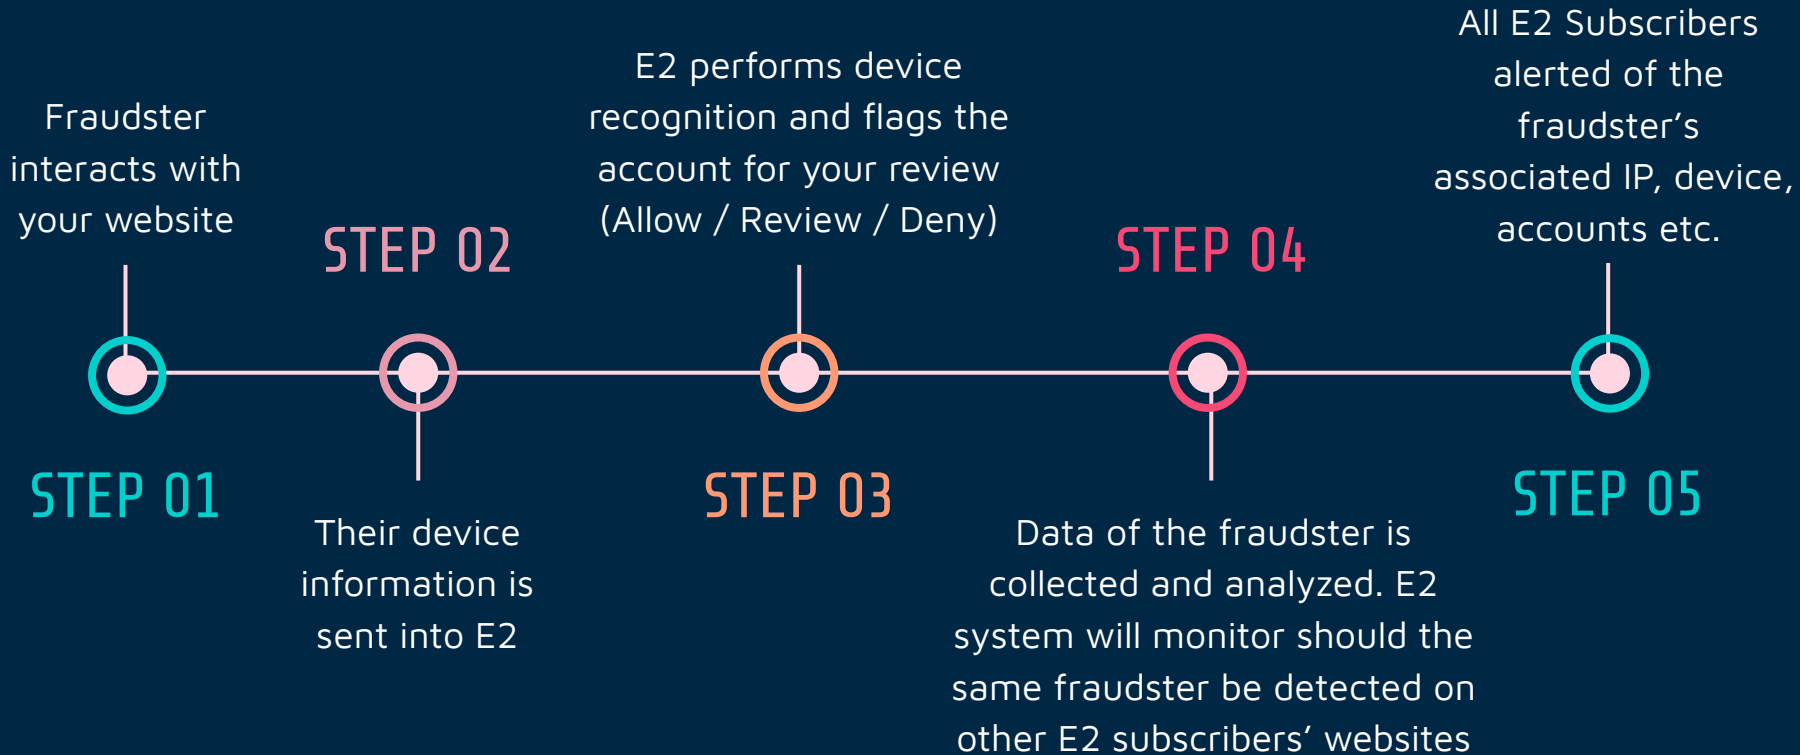 Fraudster
interacts with
your website
STEP 01
STEP 02
Their device
information is
sent into E2
E2 performs device
recognition and flags the
account for your review
(Allow / Review / Deny)
STEP 03
STEP 04
Data of the fraudster is
collected and analyzed. E2
system will monitor should the
same fraudster be detected on
other E2 subscribers’ websites
All E2 Subscribers
alerted of the
fraudster’s
associated IP, device,
accounts etc.
STEP 05